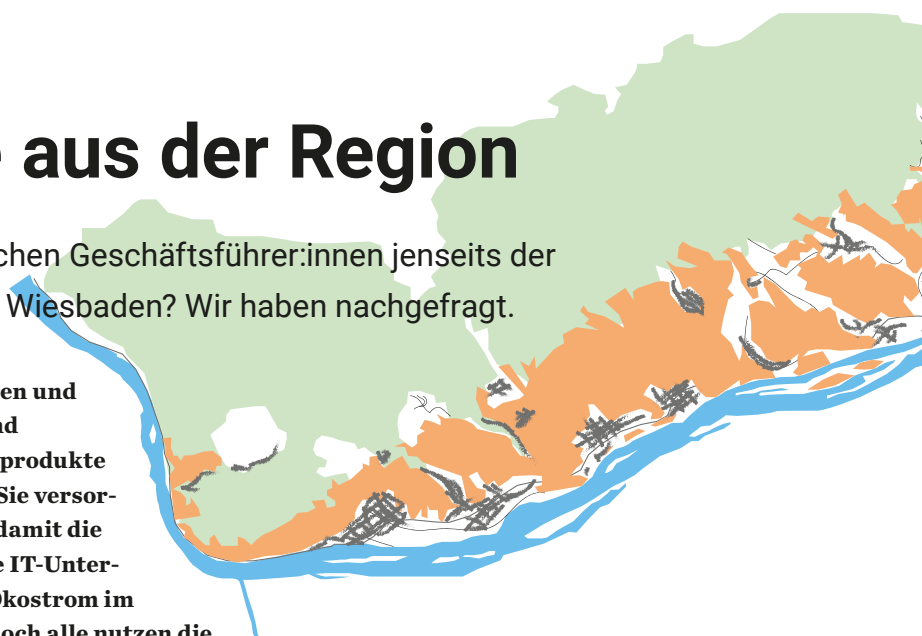 aus der Region
chen Geschäftsführer:innen jenseits der
Wiesbaden? Wir haben nachgefragt.
en und
d
produkte
Sie versor-
damit die
e IT-Unter-
Ökostrom im
och alle nutzen die